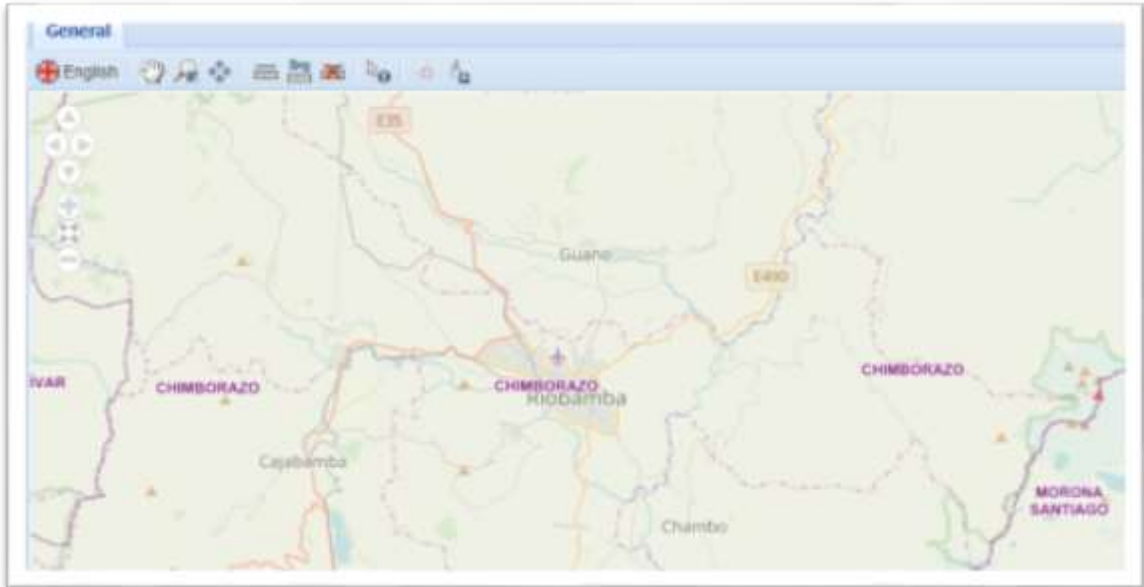 General
English
E35
Guano
E490
IVAR
CHIMBORAZO
CHIMBORAZO
CHIMBORAZO
Riobamba
Cajabamba
MORONA
SANTIAGO
Chambo